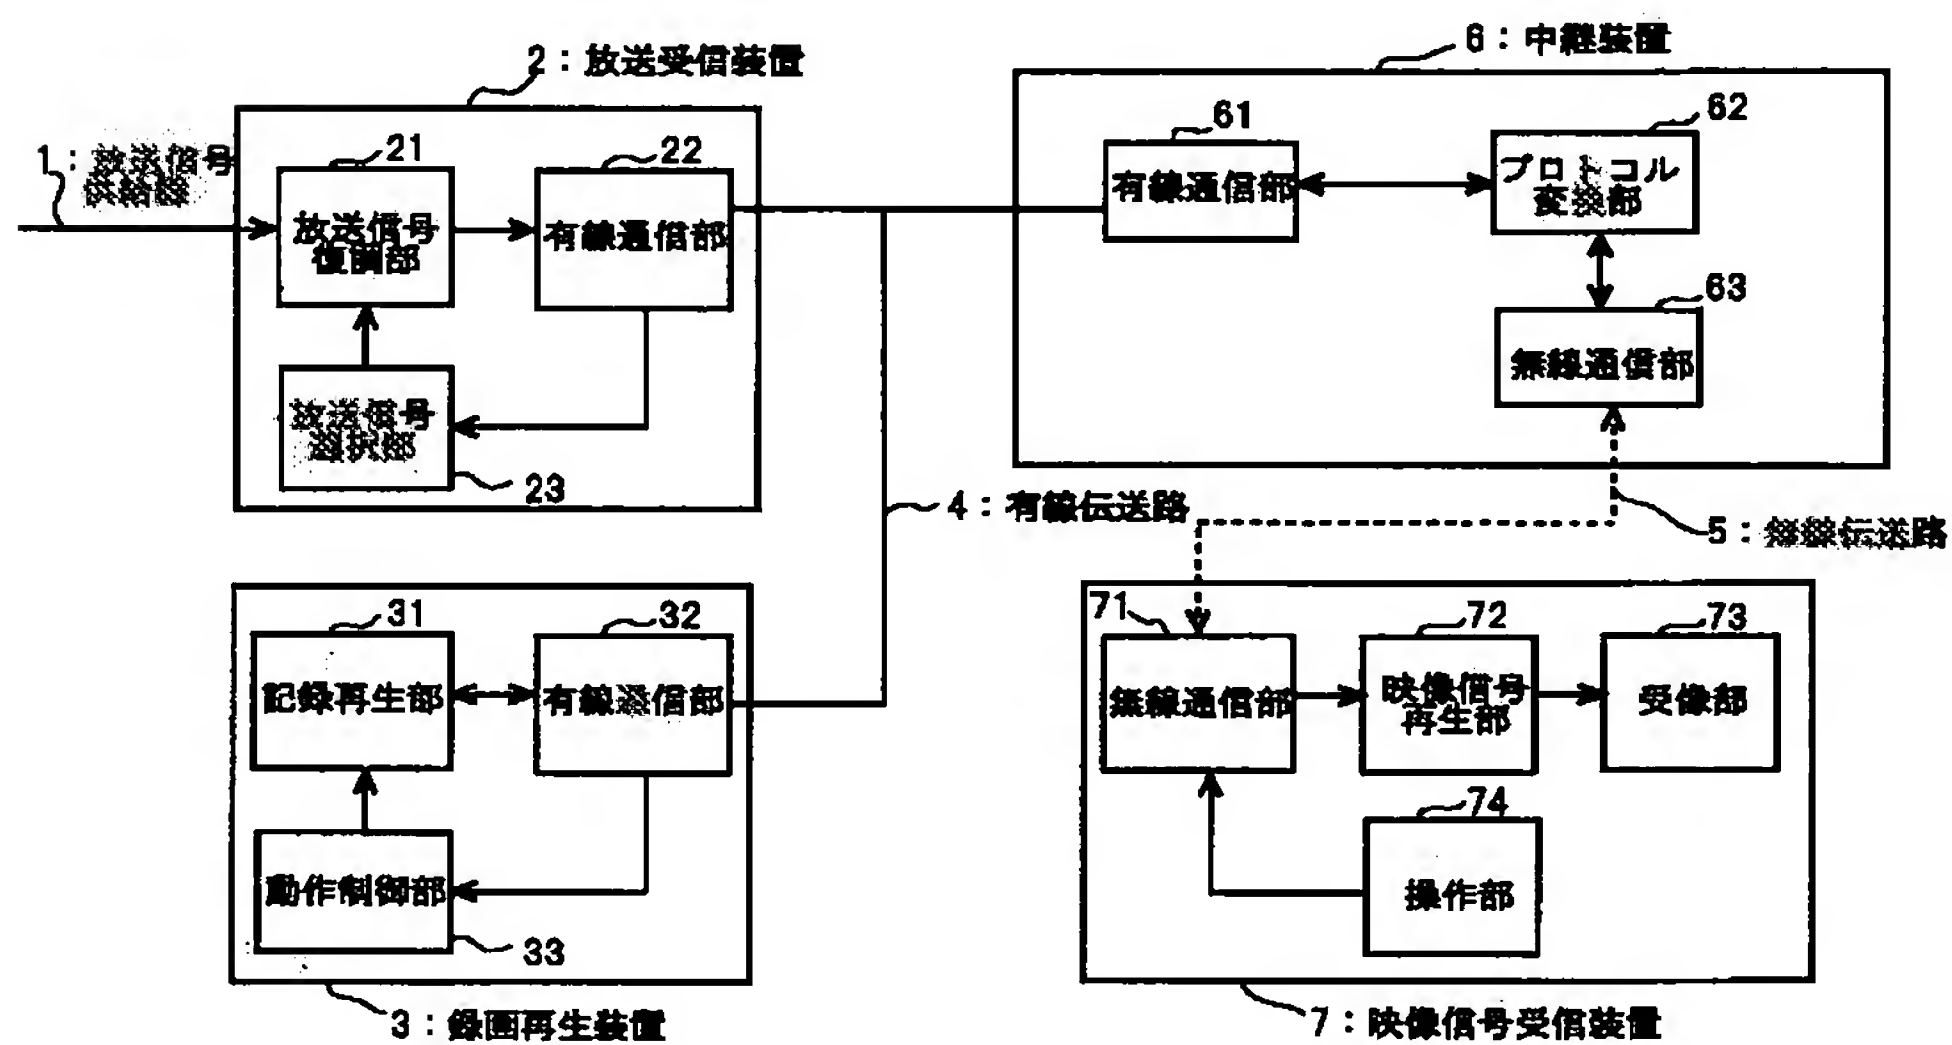 2：放送受信装置
6：中継装置
1：放送信号
21
22
61
62
放送信号
復調部
有線通信部
有線通信部
プロトコル
変換部
63
無線通信部
放送信号
選択部
23
4：有線伝送路
5：無線伝送路
31
32
71
72
73
記録再生部
有線通信部
無線通信部
映像信号
再生部
受像部
74
動作制御部
操作部
33
3：録画再生装置
7：映像信号受信装置